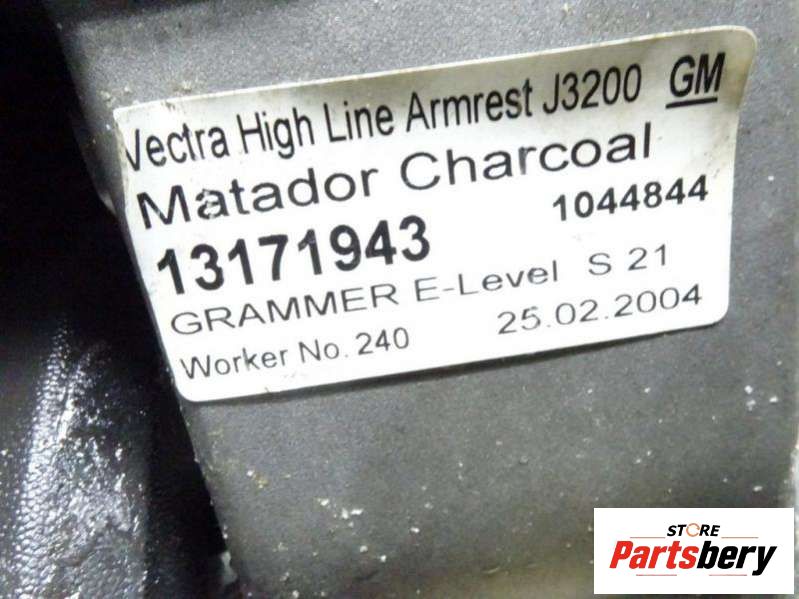 Vectra High Line Armrest J3200 GM
Matador Charcoal
13171943 1044844
GRAMMER E-Level S 21
Worker No. 240 25.02.2004
STORE
Partsbery